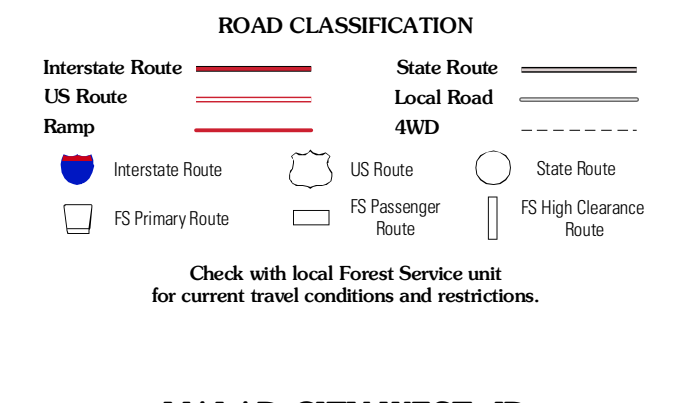 ROAD CLASSIFICATION
Interstate Route State Route
US Route Local Road
Ramp 4WD
Interstate Route US Route State Route
FS Primary Route FS Passenger Route FS High Clearance Route
Check with local Forest Service unit
for current travel conditions and restrictions.